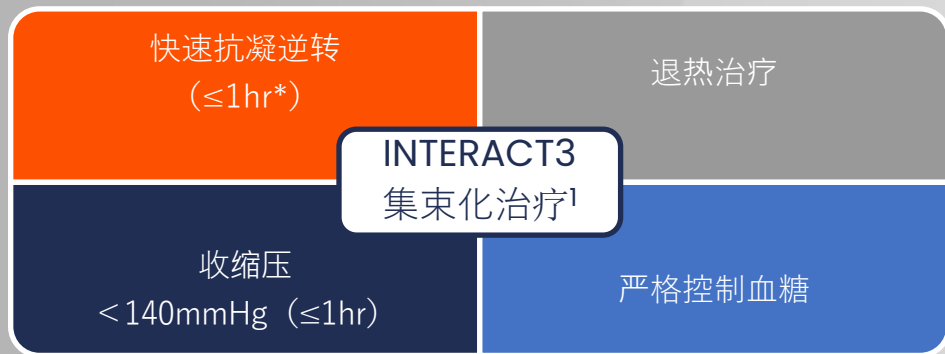 快速抗凝逆转
（≤1hr*）
退热治疗
INTERACT3
集束化治疗¹
收缩压
＜140mmHg（≤1hr）
严格控制血糖